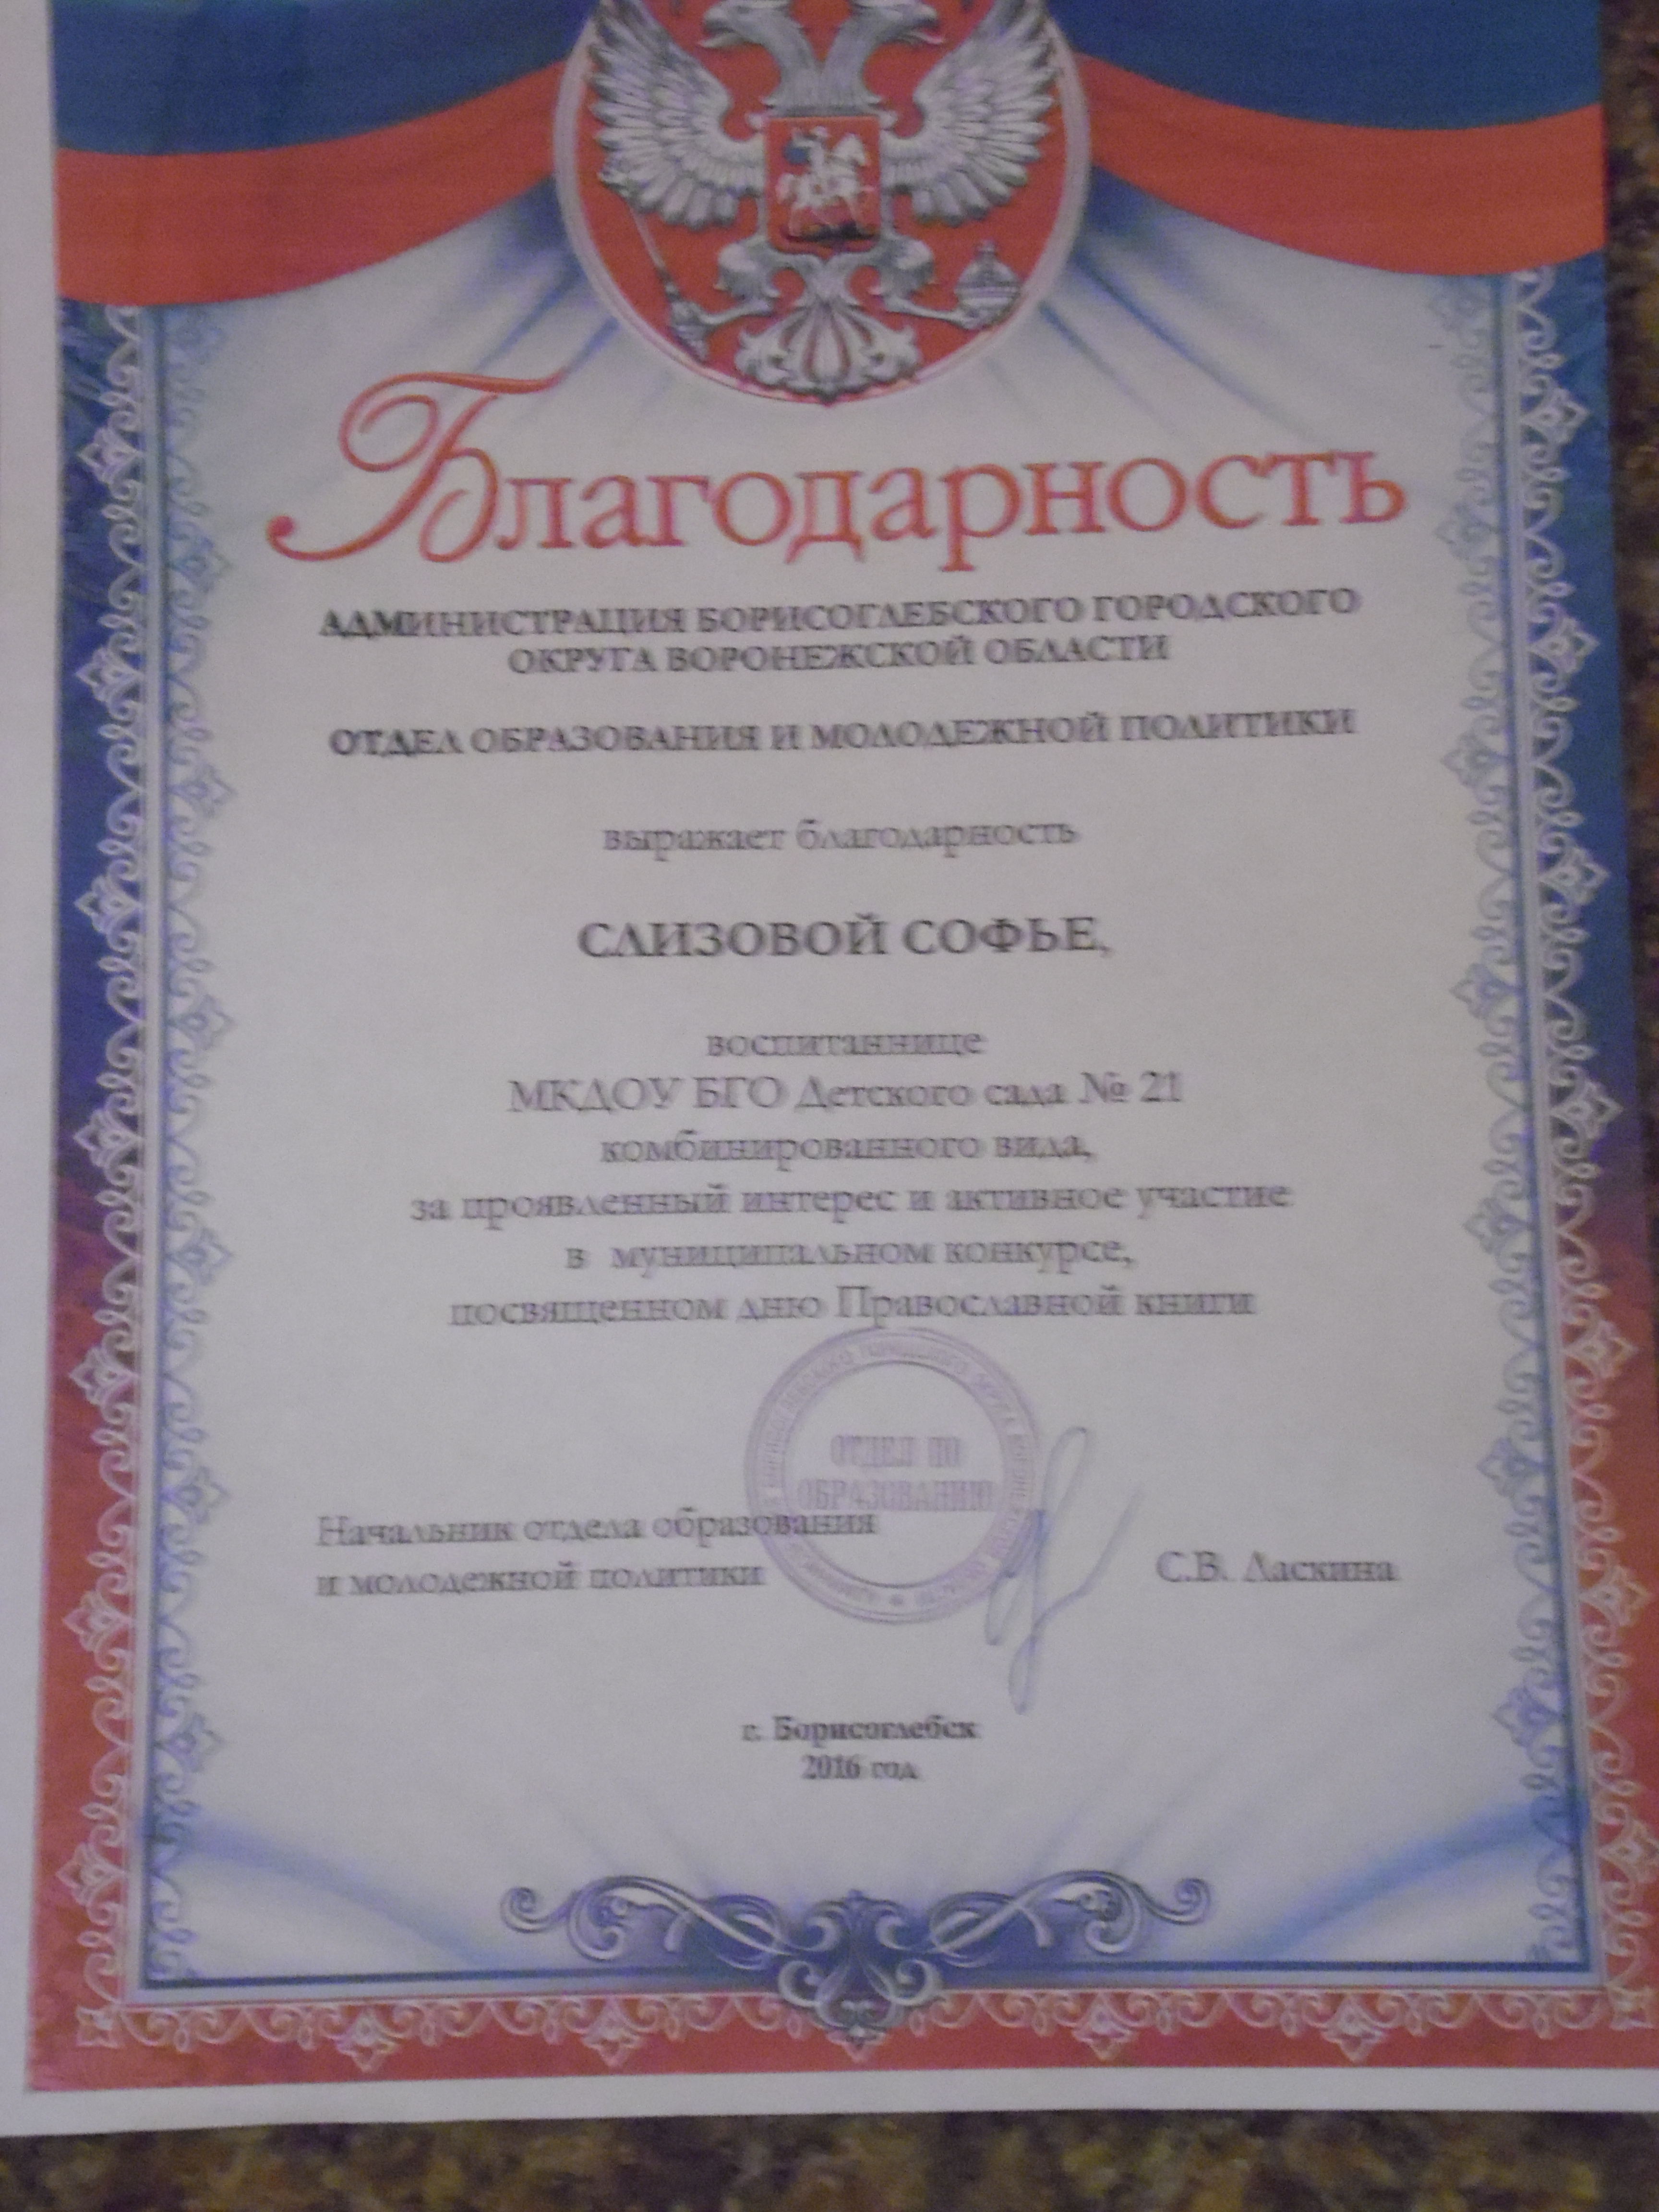 Благодарность
АДМИНИСТРАЦИЯ БОРИСОГЛЕБСКОГО ГОРОДСКОГО
ОКРУГА ВОРОНЕЖСКОЙ ОБЛАСТИ
ОТДЕЛ ОБРАЗОВАНИЯ И МОЛОДЕЖНОЙ ПОЛИТИКИ
выражает благодарность
СЛИЗОВОЙ СОФЬЕ,
воспитаннице
МКДОУ БГО Детского сада № 21
комбинированного вида,
за проявленный интерес и активное участие
в муниципальном конкурсе,
посвященном дню Православной книги
ОТДЕЛ ПО
ОБРАЗОВАНИЮ
Начальник отдела образования
и молодежной политики
С.В. Ласкина
г. Борисоглебск
2016 год